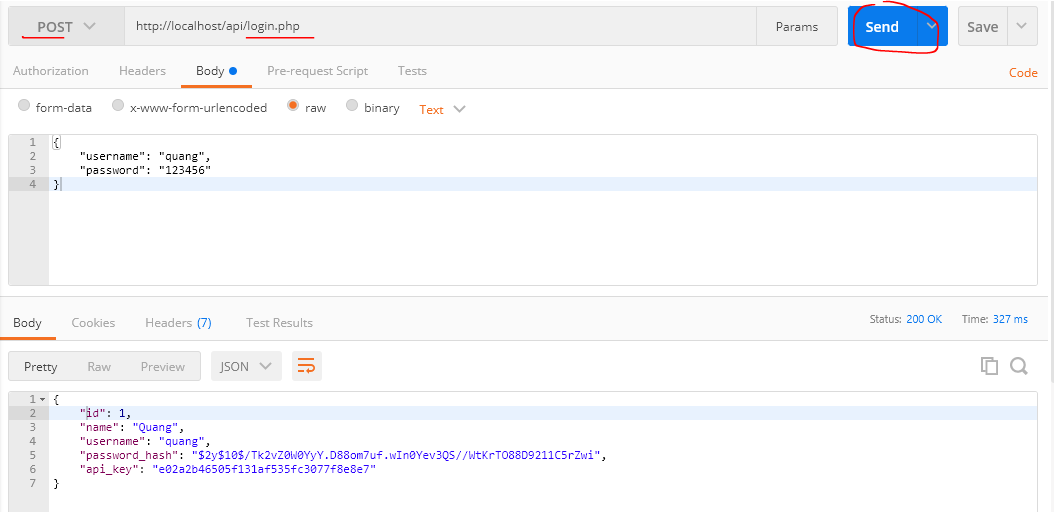 POST http://localhost/api/login.php Params Send Save
Authorization Headers Body Pre-request Script Tests Code
form-data x-www-form-urlencoded raw binary Text
1 {
2 "username": "quang",
3 "password": "123456"
4 }
Body Cookies Headers (7) Test Results Status: 200 OK Time: 327 ms
Pretty Raw Preview JSON
1 {
2 "id": 1,
3 "name": "Quang",
4 "username": "quang",
5 "password_hash": "$2y$10$/Tk2vZ0W0YyY.D88om7uf.wIn0Yev3QS//WtKrTO88D9211C5rZwi",
6 "api_key": "e02a2b46505f131af535fc3077f8e8e7"
7 }